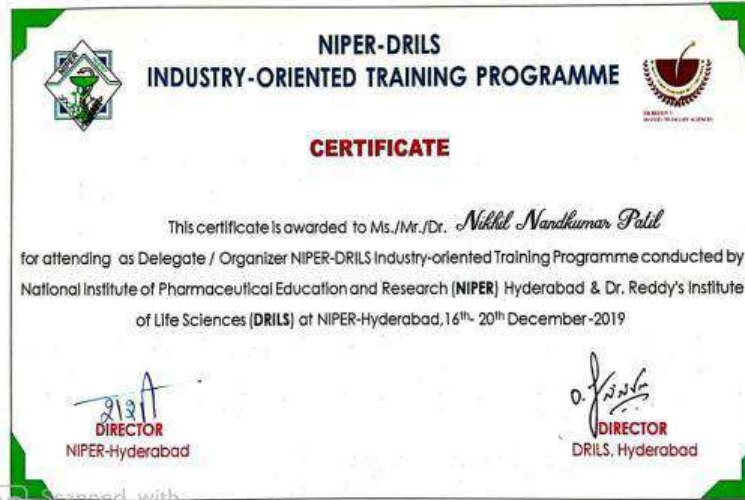 NIPER-DRILS
INDUSTRY-ORIENTED TRAINING PROGRAMME
NIPER
CERTIFICATE
This certificate is awarded to Ms./Mr./Dr. Nikhil Nandkumar Patil
for attending as Delegate / Organizer NIPER-DRILS Industry-oriented Training Programme conducted by
National Institute of Pharmaceutical Education and Research (NIPER) Hyderabad & Dr. Reddy's Institute
of Life Sciences (DRILS) at NIPER-Hyderabad,16th- 20th December-2019
DIRECTOR
NIPER-Hyderabad
DIRECTOR
DRILS, Hyderabad
Scanned with